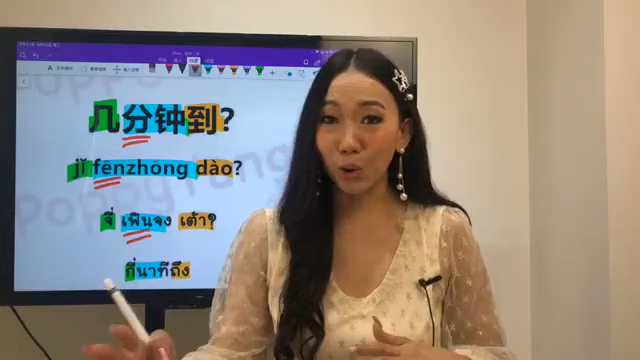 几分钟到?
jǐ fēnzhōng dào?
จี่ เฟินจง เต้า?
กี่นาทีถึง